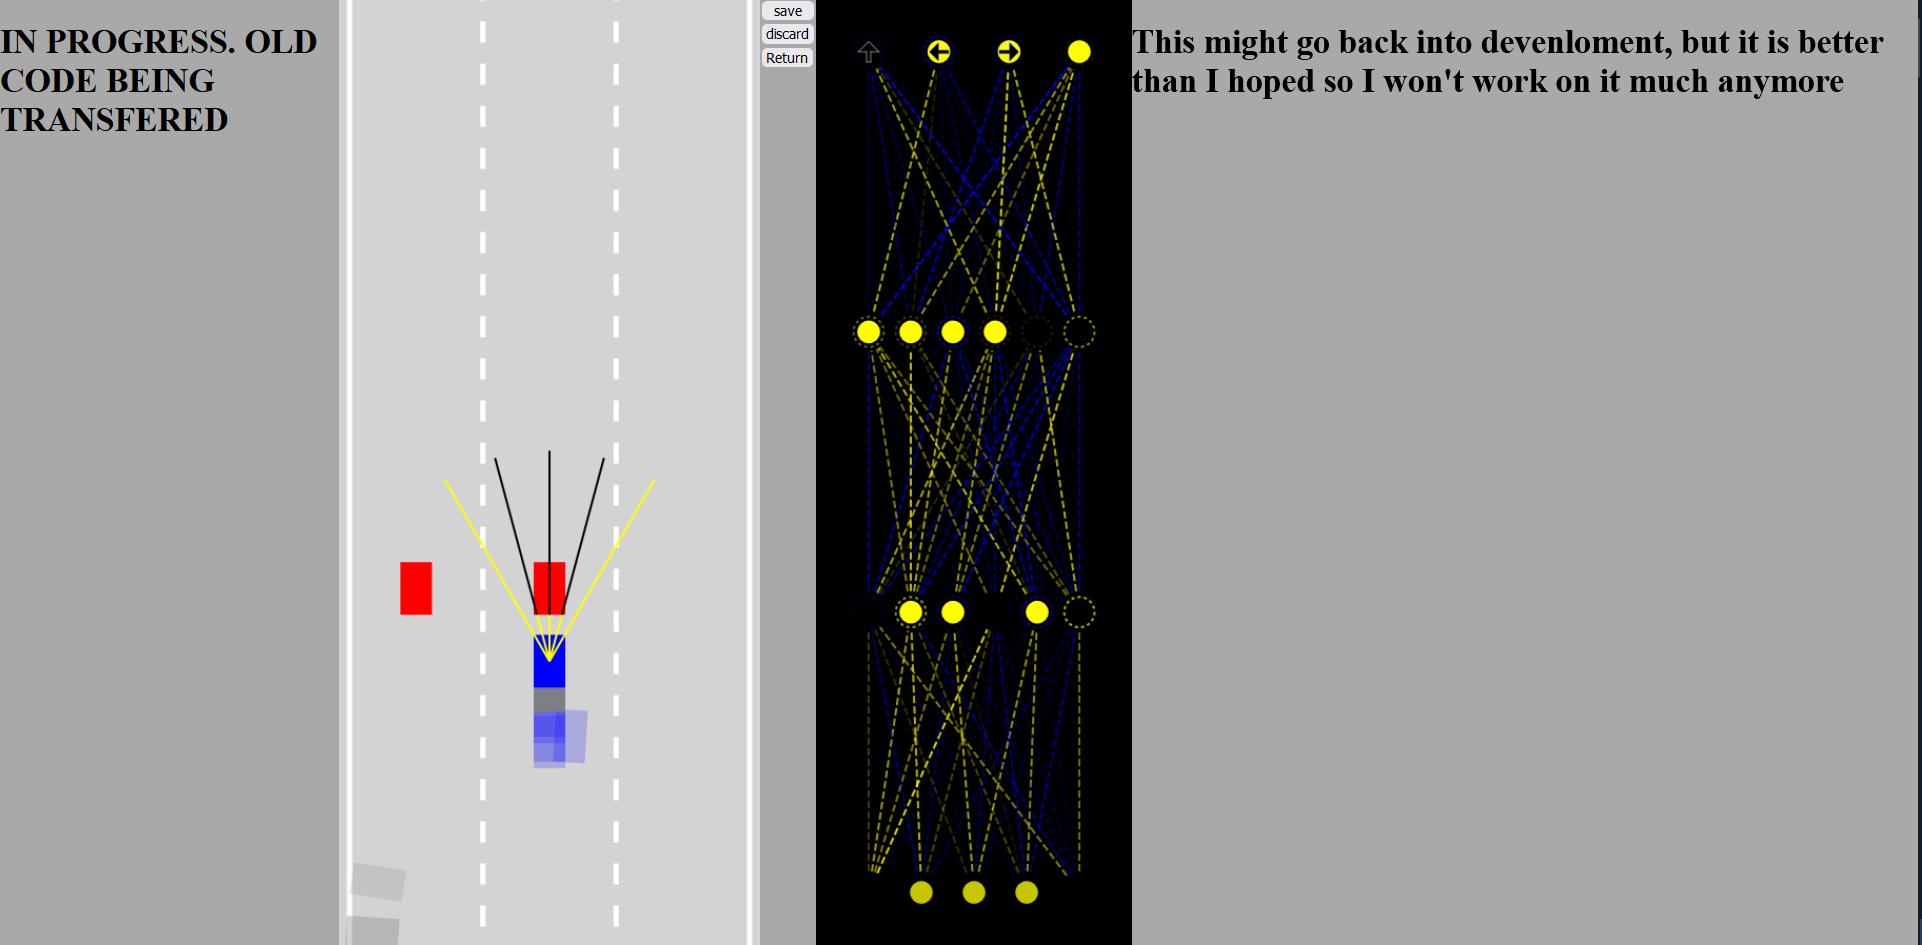 IN PROGRESS. OLD
CODE BEING
TRANSFERED
save
discard
Return
This might go back into devenloment, but it is better
than I hoped so I won't work on it much anymore